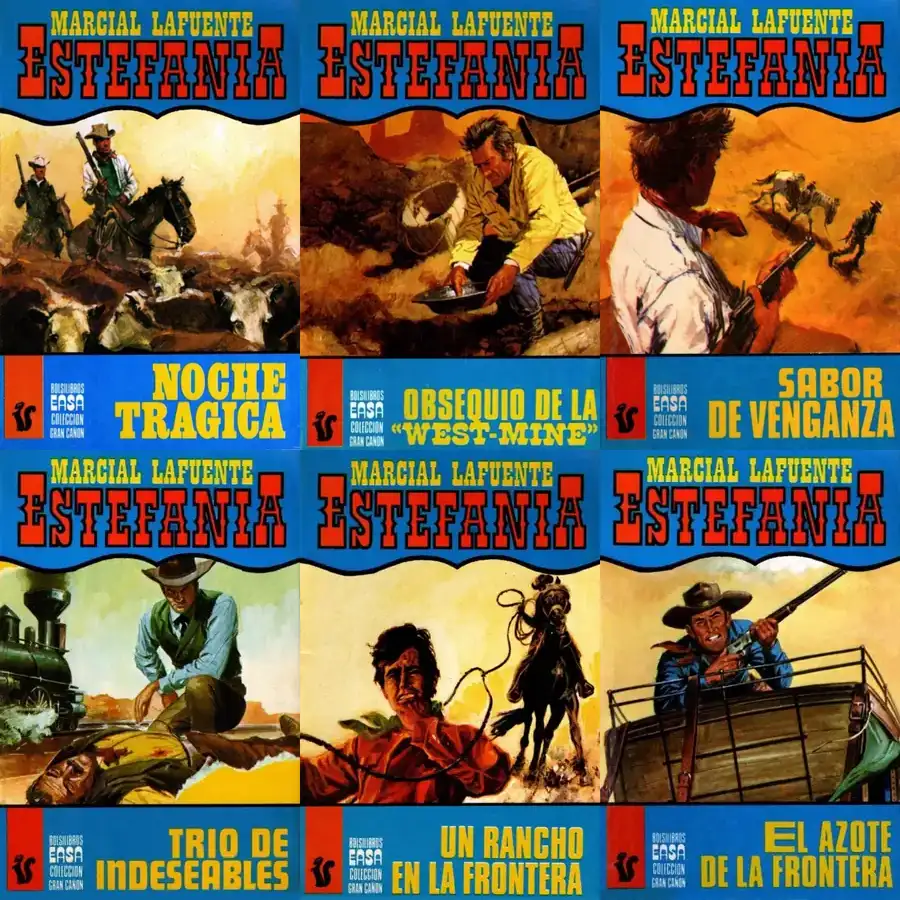 MARCIAL LAFUENTE
ESTEFANIA
BOLSILIBROS
EASA
COLECCION
GRAN CAÑON
NOCHE
TRAGICA
MARCIAL LAFUENTE
ESTEFANIA
BOLSILIBROS
EASA
COLECCION
GRAN CAÑON
OBSEQUIO DE LA
«WEST-MINE»
MARCIAL LAFUENTE
ESTEFANIA
BOLSILIBROS
EASA
COLECCION
GRAN CAÑON
SABOR
DE VENGANZA
MARCIAL LAFUENTE
ESTEFANIA
BOLSILIBROS
EASA
COLECCION
GRAN CAÑON
TRIO DE
INDESEABLES
MARCIAL LAFUENTE
ESTEFANIA
BOLSILIBROS
EASA
COLECCION
GRAN CAÑON
UN RANCHO
EN LA FRONTERA
MARCIAL LAFUENTE
ESTEFANIA
BOLSILIBROS
EASA
COLECCION
GRAN CAÑON
EL AZOTE
DE LA FRONTERA